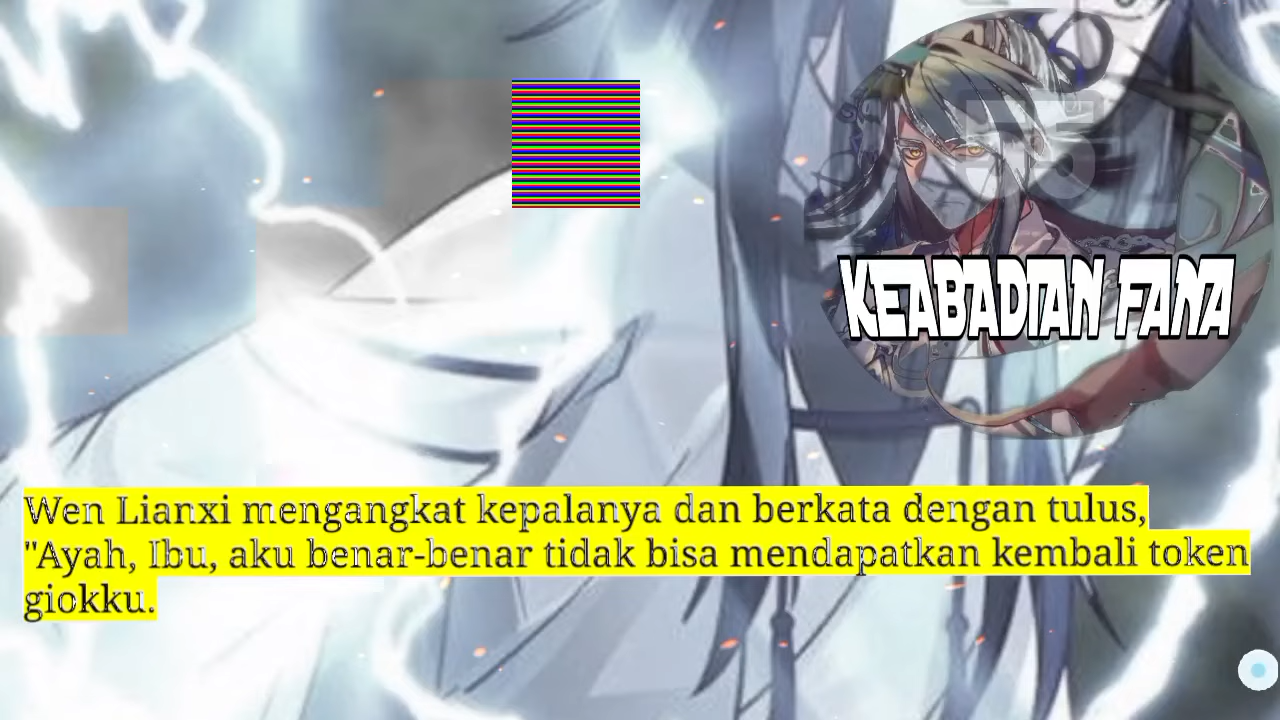 KEABADIAN FANA
Wen Lianxi mengangkat kepalanya dan berkata dengan tulus,
"Ayah, Ibu, aku benar-benar tidak bisa mendapatkan kembali token
giokku.